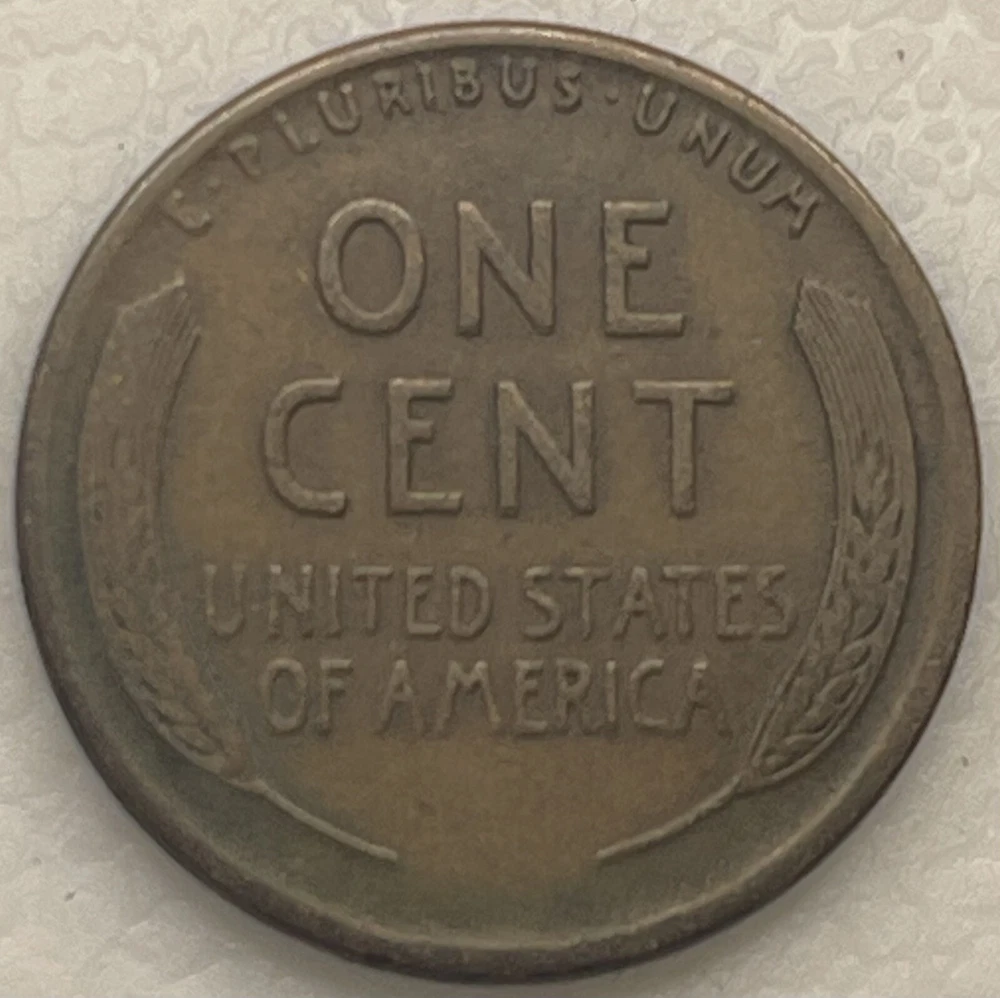 E·PLURIBUS·UNUM
ONE
CENT
UNITED STATES
OF AMERICA